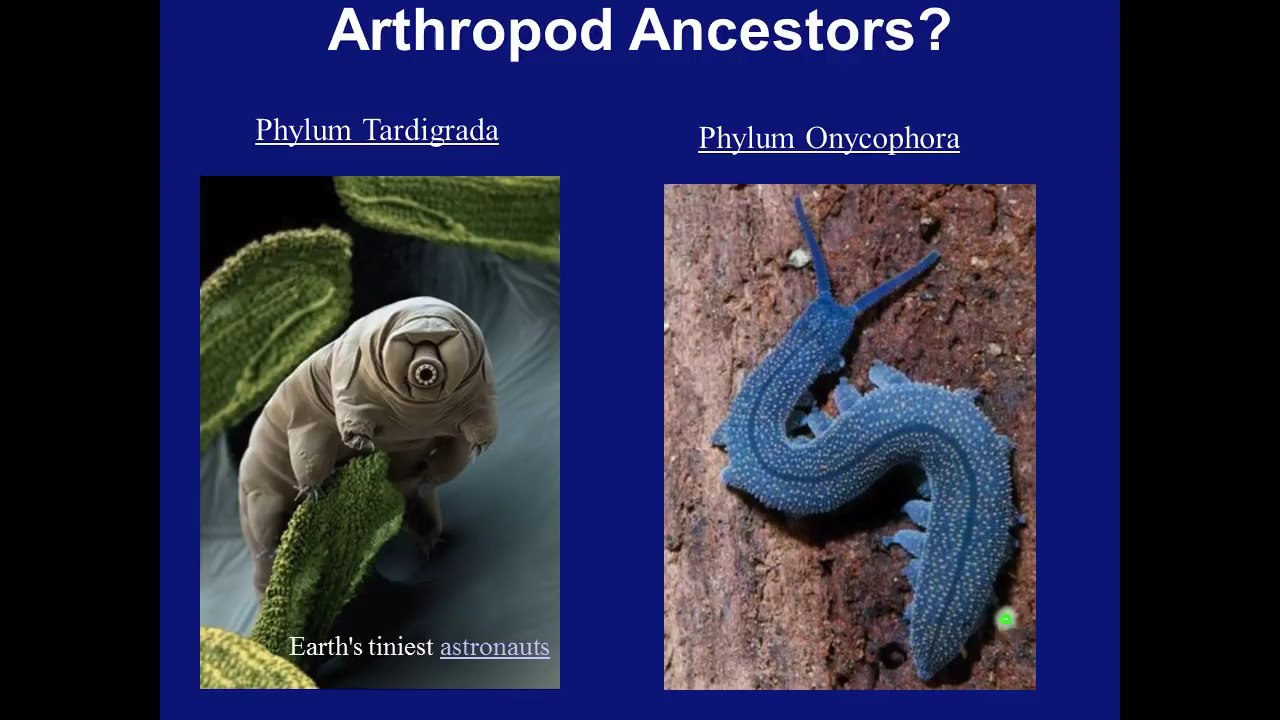 Arthropod Ancestors?
Phylum Tardigrada
Phylum Onycophora
Earth's tiniest astronauts